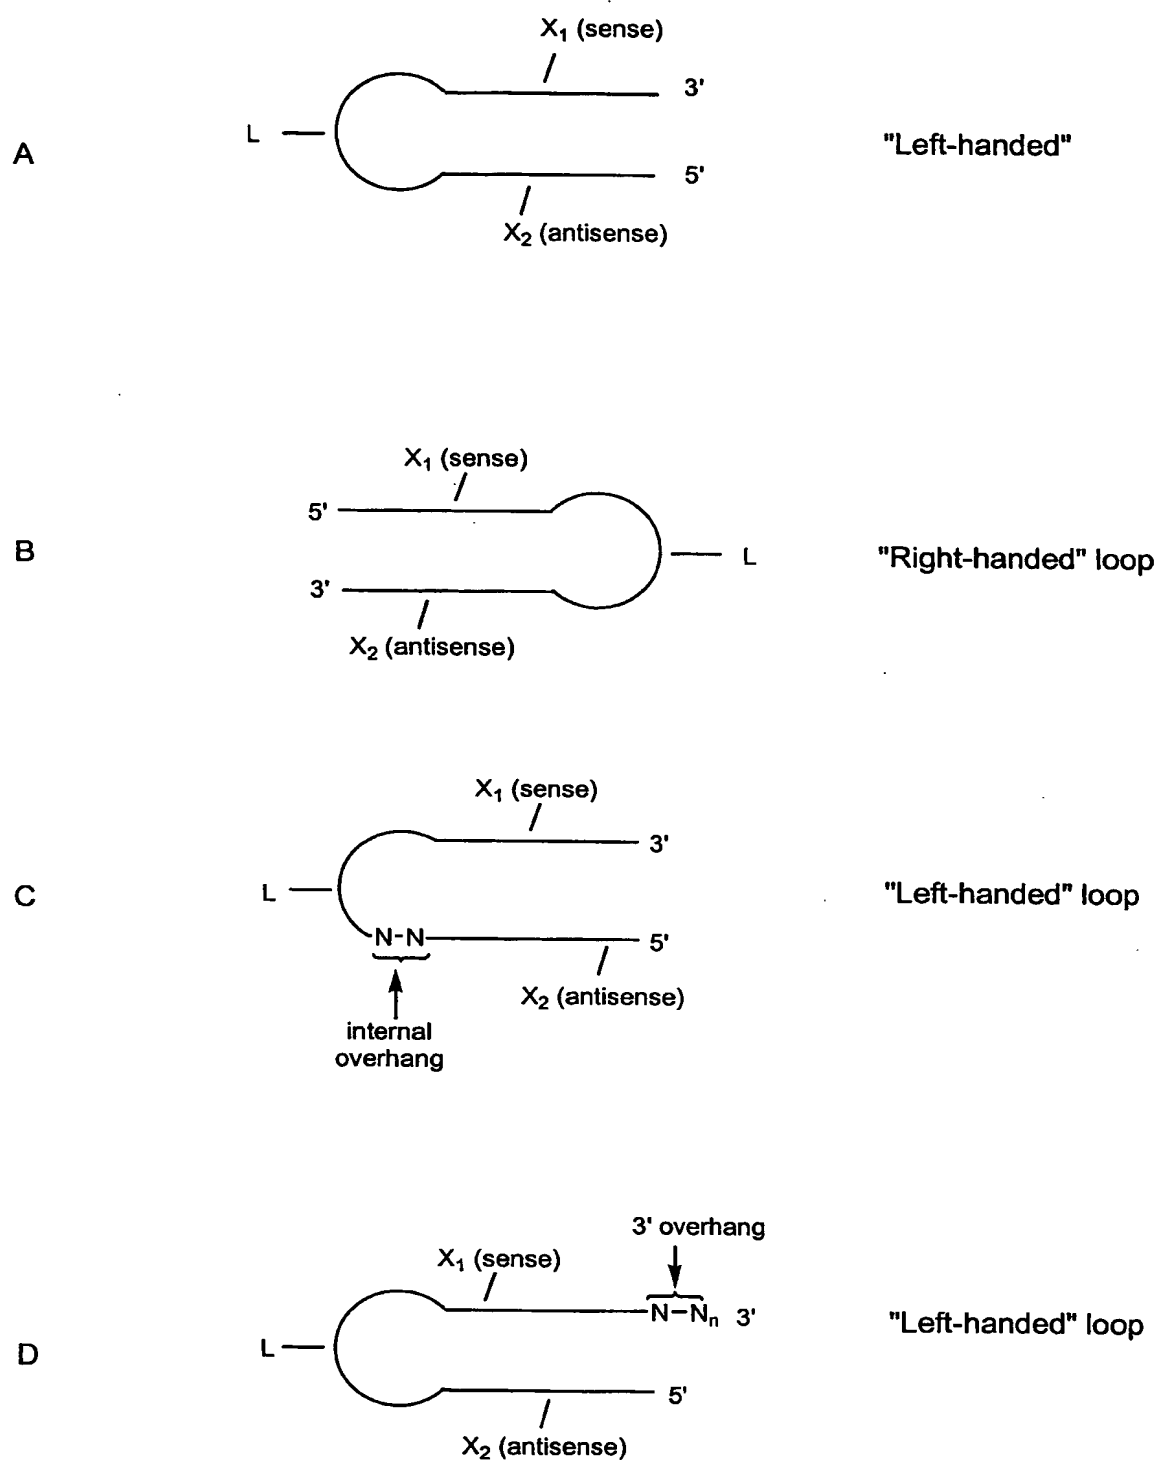 X₁ (sense)
3'
L
A
"Left-handed"
5'
X₂ (antisense)
X₁ (sense)
5'
B
L
"Right-handed" loop
3'
X₂ (antisense)
X₁ (sense)
3'
L
C
"Left-handed" loop
N-N
5'
X₂ (antisense)
internal
overhang
3' overhang
X₁ (sense)
N-Nₙ 3'
"Left-handed" loop
L
D
5'
X₂ (antisense)